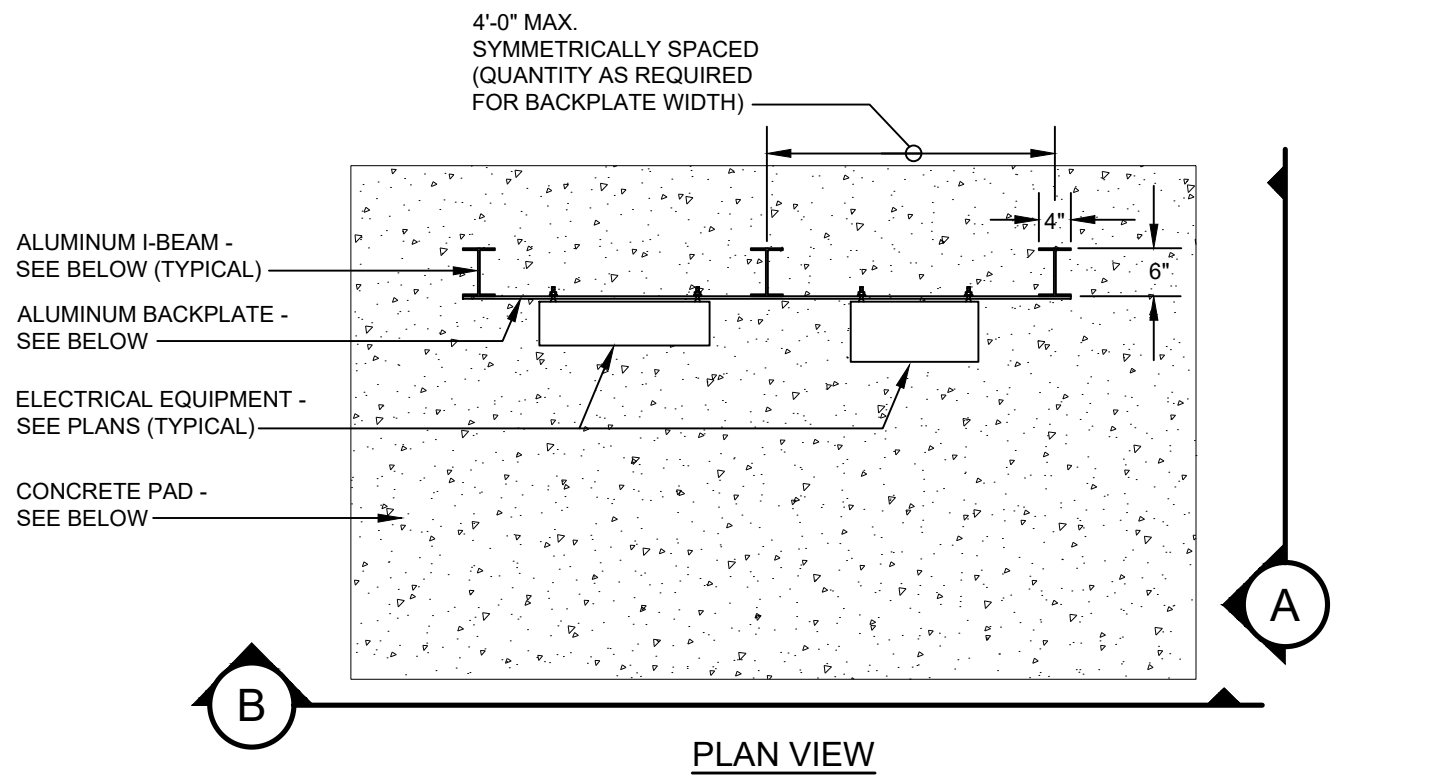 4'-0" MAX.
SYMMETRICALLY SPACED
(QUANTITY AS REQUIRED
FOR BACKPLATE WIDTH)
4"
6"
ALUMINUM I-BEAM -
SEE BELOW (TYPICAL)
ALUMINUM BACKPLATE -
SEE BELOW
ELECTRICAL EQUIPMENT -
SEE PLANS (TYPICAL)
CONCRETE PAD -
SEE BELOW
A
B
PLAN VIEW